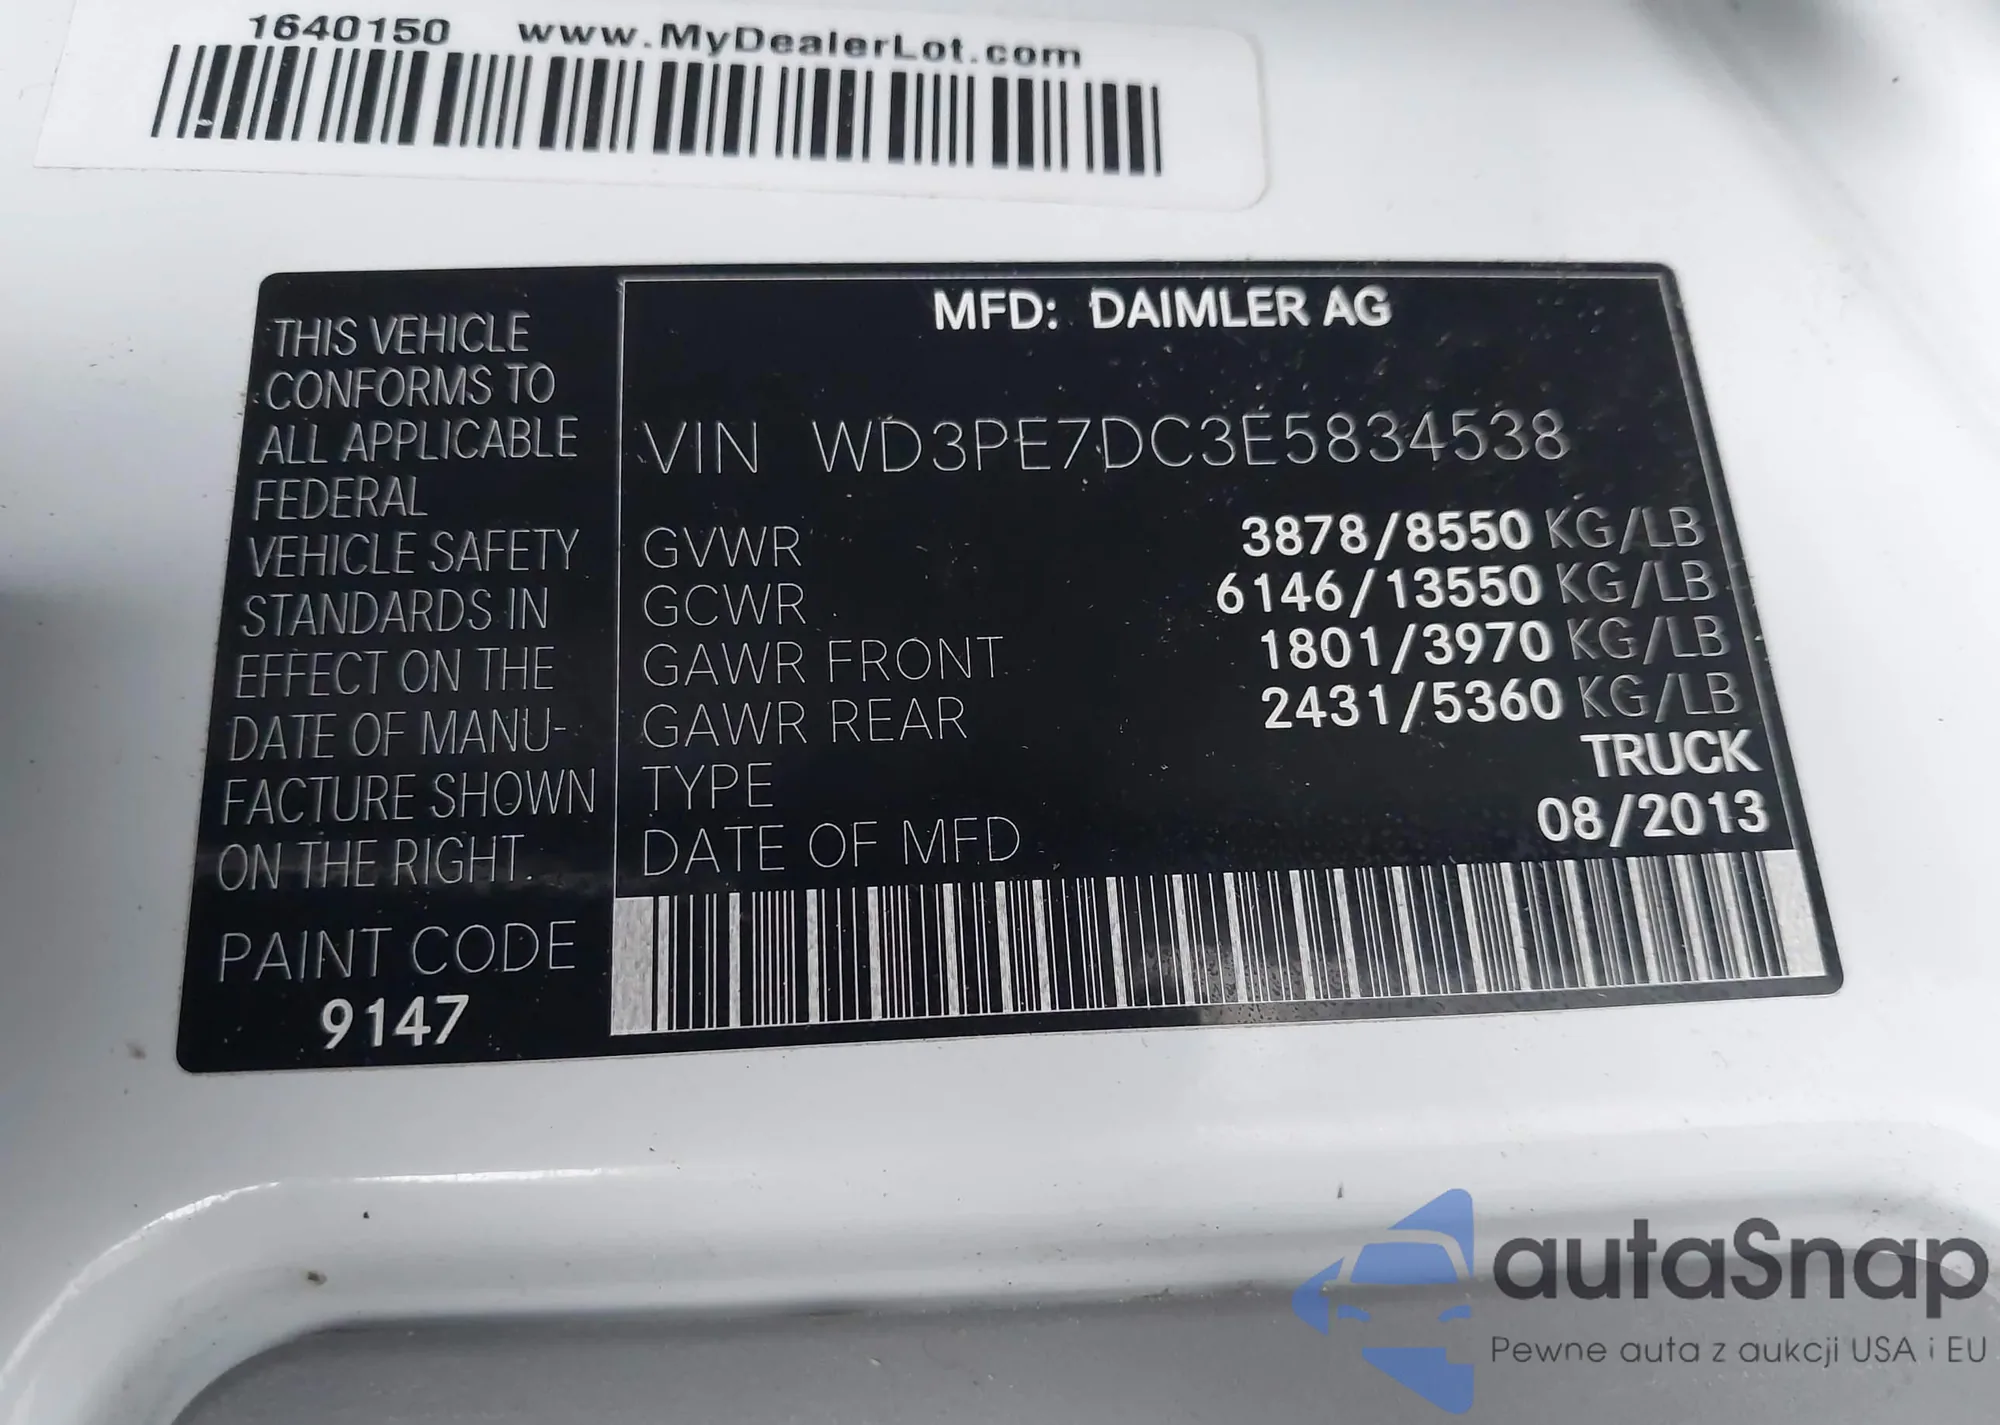 1640150 www.MyDealerLot.com
THIS VEHICLE
CONFORMS TO
ALL APPLICABLE
FEDERAL
VEHICLE SAFETY
STANDARDS IN
EFFECT ON THE
DATE OF MANU-
FACTURE SHOWN
ON THE RIGHT.
PAINT CODE
9147
MFD: DAIMLER AG
VIN WD3PE7DC3E5834538
GVWR 3878/8550 KG/LB
GCWR 6146/13550 KG/LB
GAWR FRONT 1801/3970 KG/LB
GAWR REAR 2431/5360 KG/LB
TYPE TRUCK
DATE OF MFD 08/2013
autaSnap
Pewne auta z aukcji USA i EU